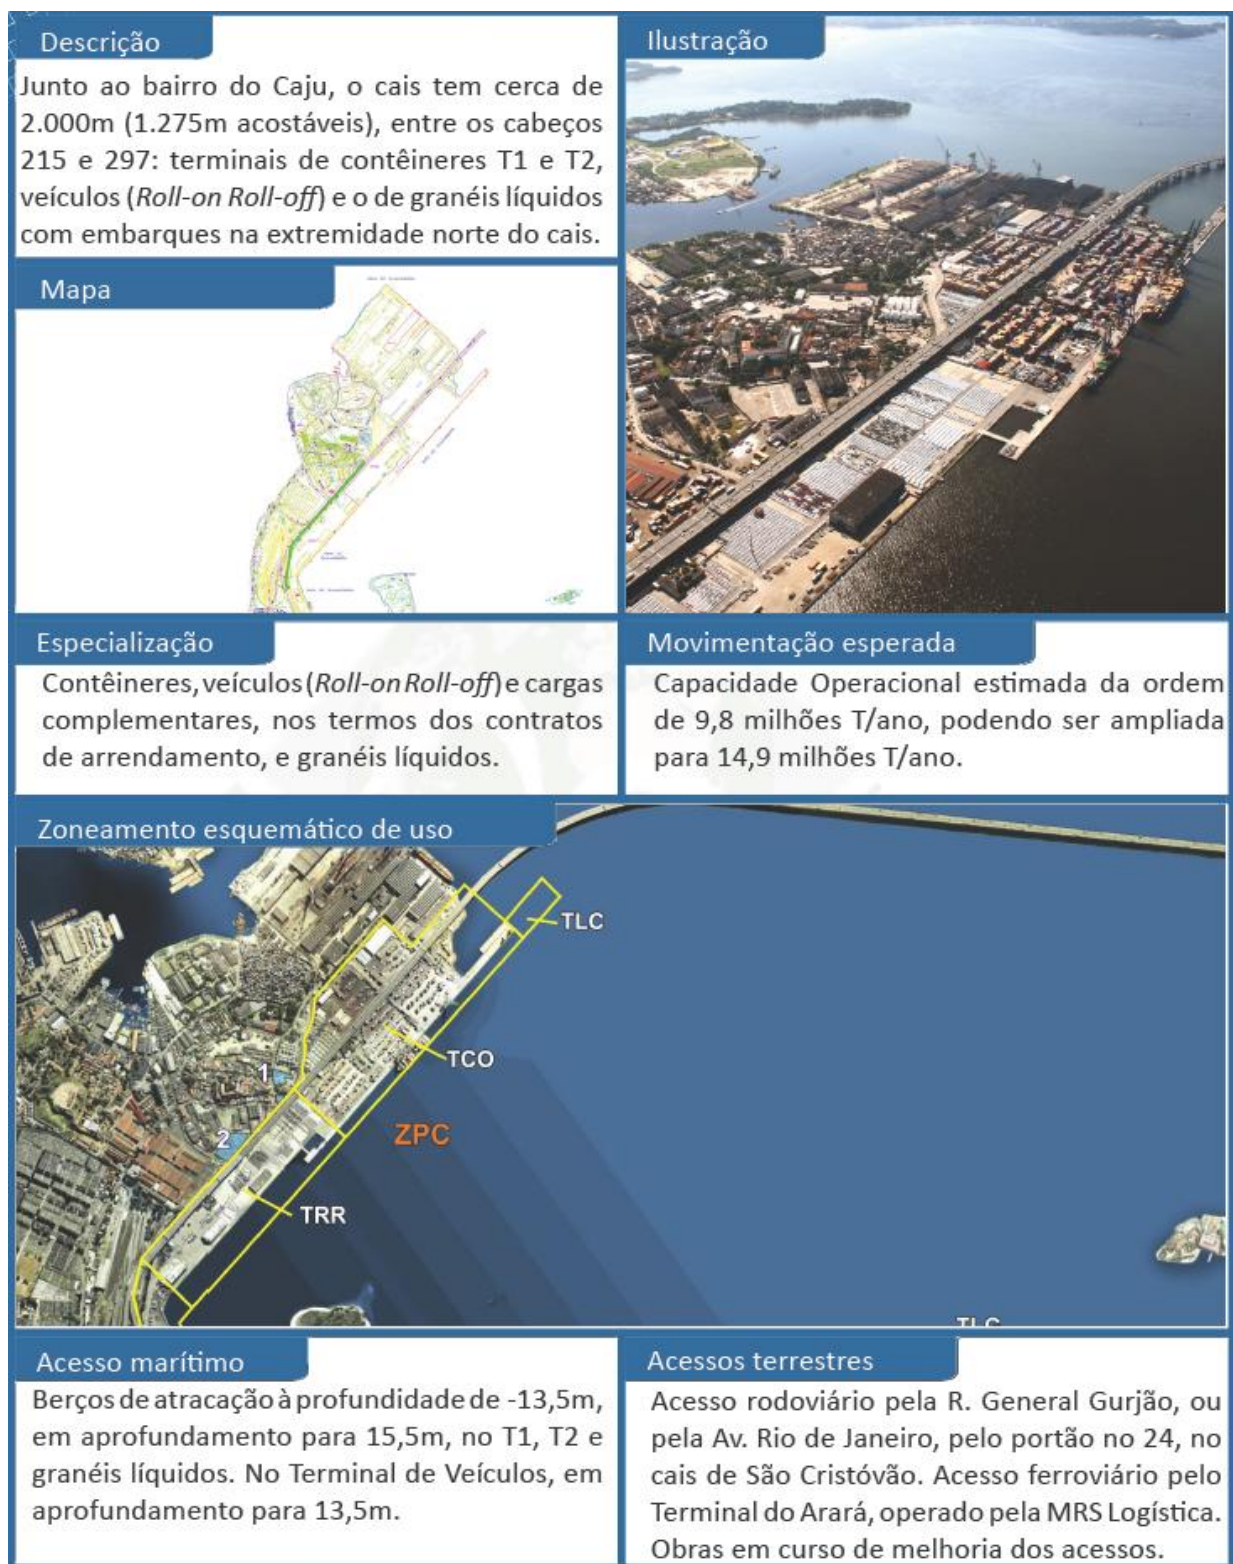 Descrição
Junto ao bairro do Caju, o cais tem cerca de
2.000m (1.275m acostáveis), entre os cabeços
215 e 297: terminais de contêineres T1 e T2,
veículos (Roll-on Roll-off) e o de granéis líquidos
com embarques na extremidade norte do cais.
Ilustração
Mapa
Especialização
Contêineres, veículos (Roll-on Roll-off) e cargas
complementares, nos termos dos contratos
de arrendamento, e granéis líquidos.
Movimentação esperada
Capacidade Operacional estimada da ordem
de 9,8 milhões T/ano, podendo ser ampliada
para 14,9 milhões T/ano.
Zoneamento esquemático de uso
TLC
TCO
1
ZPC
2
TRR
TLC
Acesso marítimo
Berços de atracação à profundidade de -13,5m,
em aprofundamento para 15,5m, no T1, T2 e
granéis líquidos. No Terminal de Veículos, em
aprofundamento para 13,5m.
Acessos terrestres
Acesso rodoviário pela R. General Gurjão, ou
pela Av. Rio de Janeiro, pelo portão no 24, no
cais de São Cristóvão. Acesso ferroviário pelo
Terminal do Arará, operado pela MRS Logística.
Obras em curso de melhoria dos acessos.